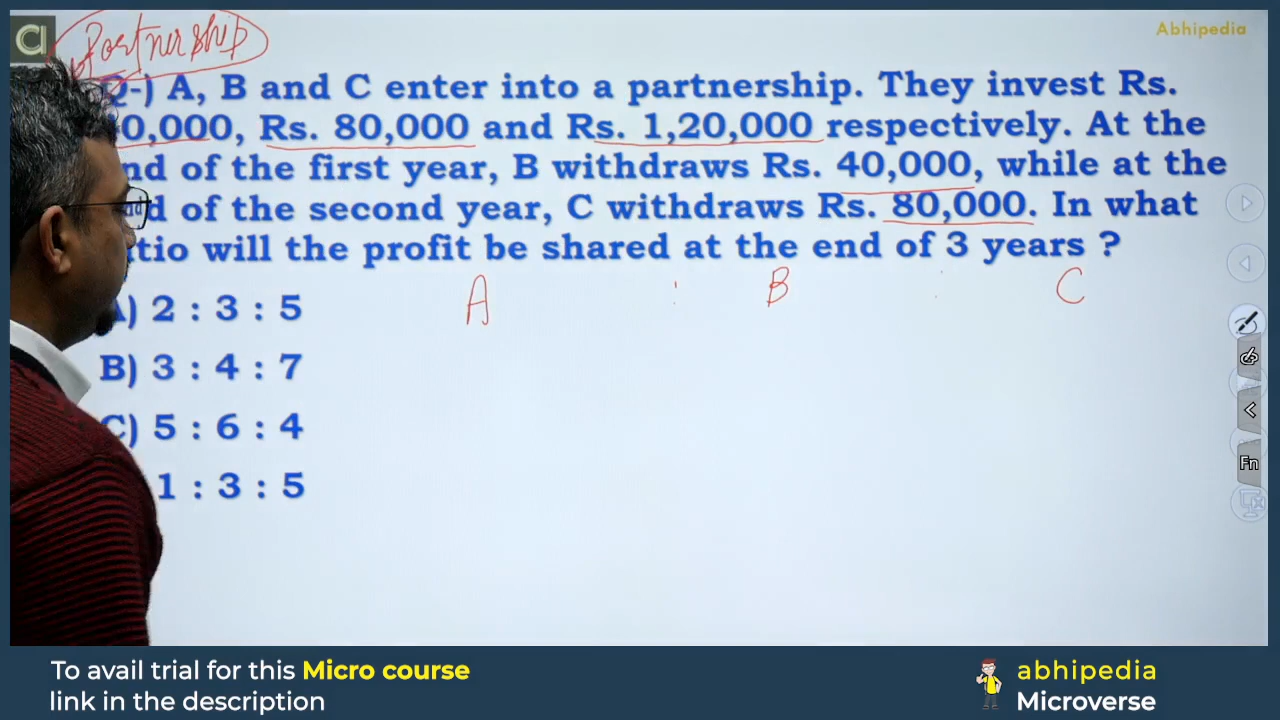 CI
Partnership
Abhipedia
Q-) A, B and C enter into a partnership. They invest Rs.
0,000, Rs. 80,000 and Rs. 1,20,000 respectively. At the
nd of the first year, B withdraws Rs. 40,000, while at the
d of the second year, C withdraws Rs. 80,000. In what
tio will the profit be shared at the end of 3 years ?
A : B : C
A) 2 : 3 : 5
B) 3 : 4 : 7
C) 5 : 6 : 4
1 : 3 : 5
Fn
To avail trial for this Micro course
link in the description
abhipedia
Microverse